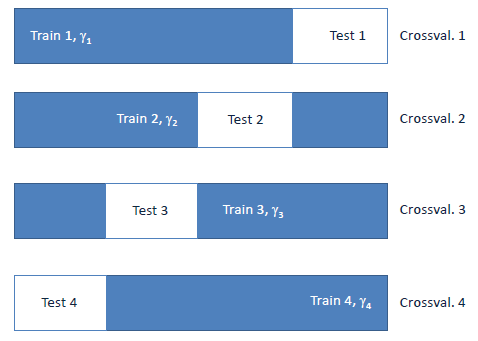 Train 1, γ1 Test 1 Crossval. 1
Train 2, γ2 Test 2 Crossval. 2
Test 3 Train 3, γ3 Crossval. 3
Test 4 Train 4, γ4 Crossval. 4